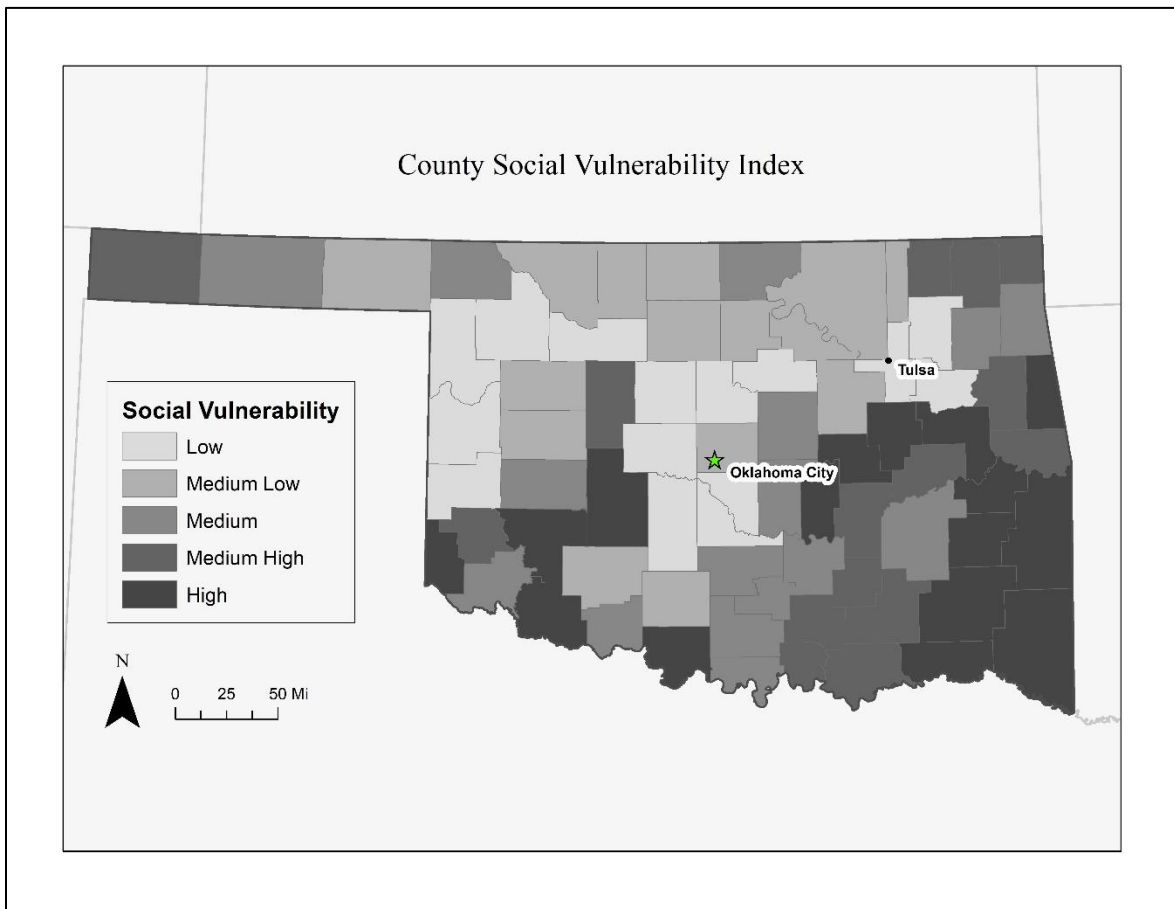 County Social Vulnerability Index
Tulsa
Social Vulnerability
Low
Medium Low
Medium
Medium High
High
Oklahoma City
N
0 25 50 Mi